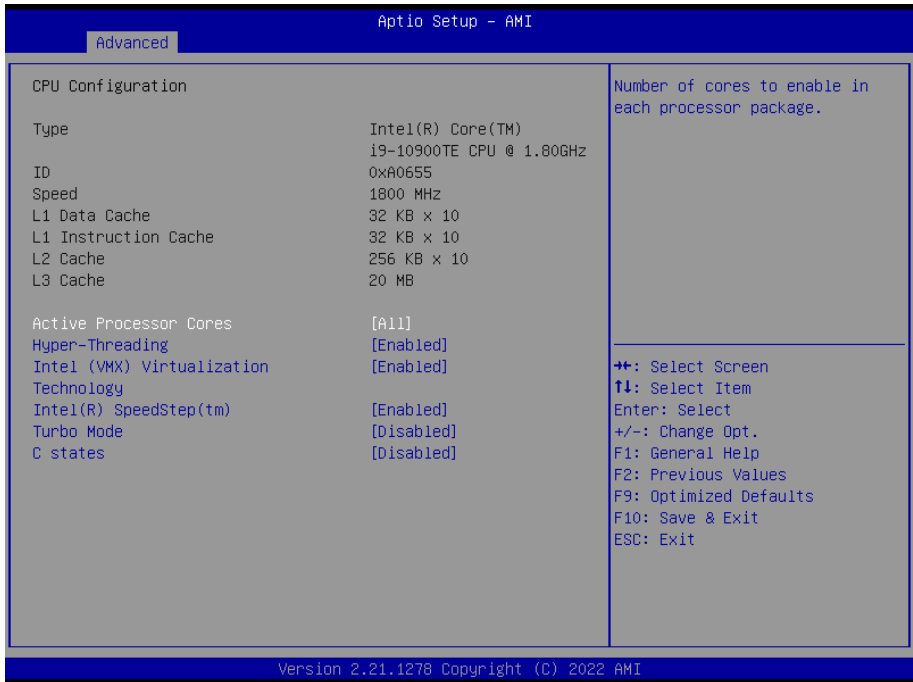 Aptio Setup - AMI
Advanced
CPU Configuration
Type Intel(R) Core(TM)
i9-10900TE CPU @ 1.80GHz
ID 0xA0655
Speed 1800 MHz
L1 Data Cache 32 KB x 10
L1 Instruction Cache 32 KB x 10
L2 Cache 256 KB x 10
L3 Cache 20 MB
Active Processor Cores [All]
Hyper-Threading [Enabled]
Intel (VMX) Virtualization [Enabled]
Technology
Intel(R) SpeedStep(tm) [Enabled]
Turbo Mode [Disabled]
C states [Disabled]
Number of cores to enable in
each processor package.
→←: Select Screen
↑↓: Select Item
Enter: Select
+/-: Change Opt.
F1: General Help
F2: Previous Values
F9: Optimized Defaults
F10: Save & Exit
ESC: Exit
Version 2.21.1278 Copyright (C) 2022 AMI